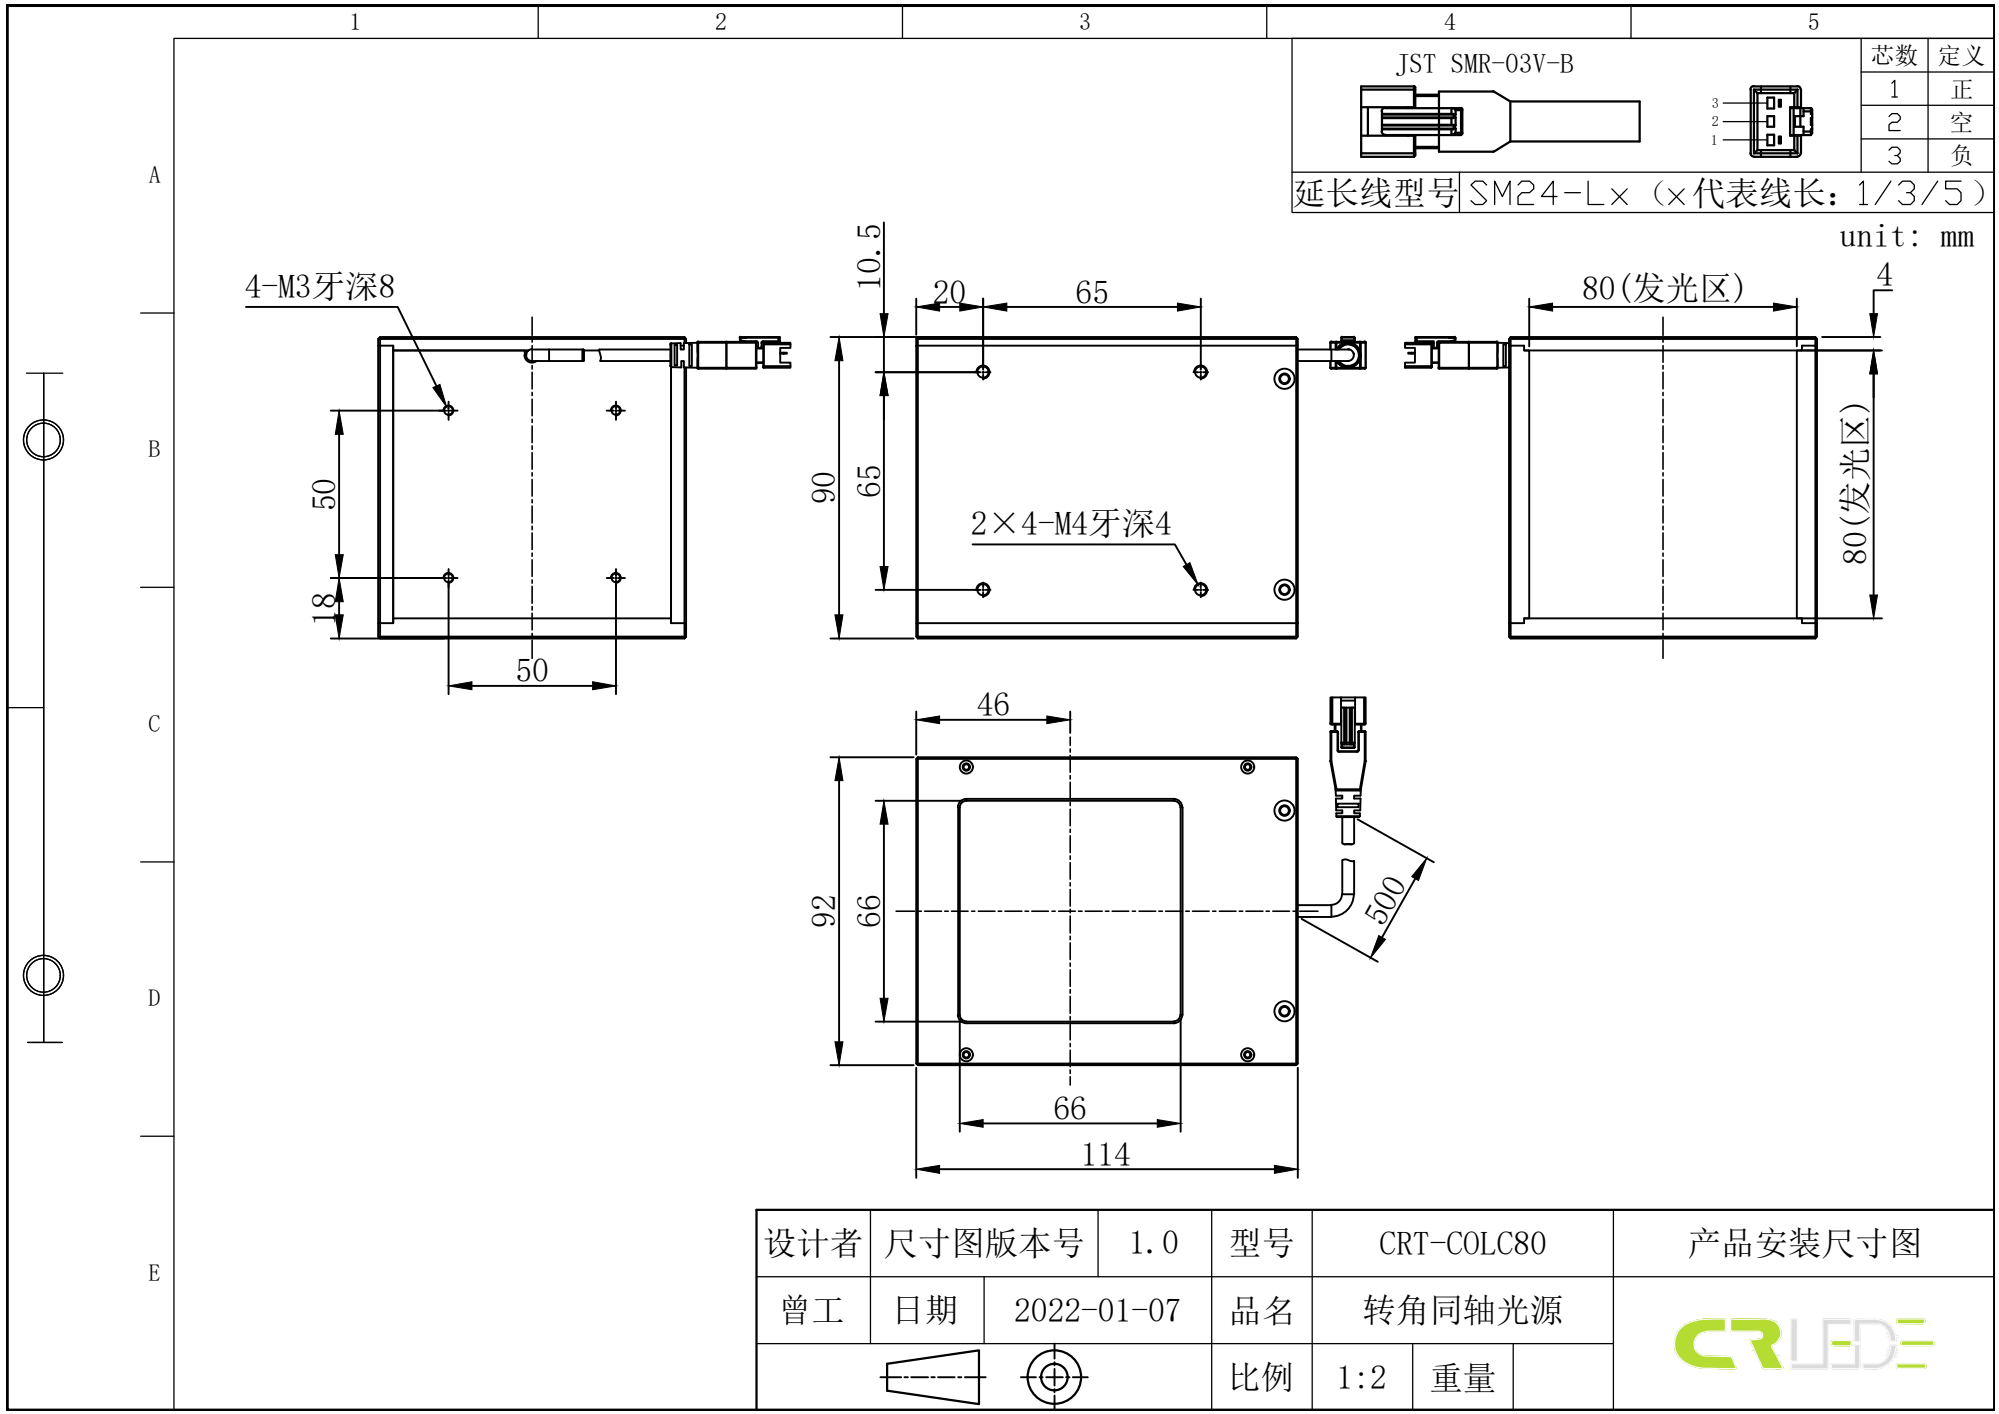 1 2 3 4 5
JST SMR-03V-B
3
2
1
芯数 定义
1 正
2 空
3 负
延长线型号 SM24-Lx（x代表线长：1/3/5）
unit: mm
A
B
C
D
E
4-M3牙深8
50
18
50
10.5
20
65
90
65
2×4-M4牙深4
80(发光区)
4
80(发光区)
46
92
66
500
66
114
设计者 尺寸图版本号 1.0 型号 CRT-COLC80 产品安装尺寸图
曾工 日期 2022-01-07 品名 转角同轴光源
比例 1:2 重量
CRLEDE